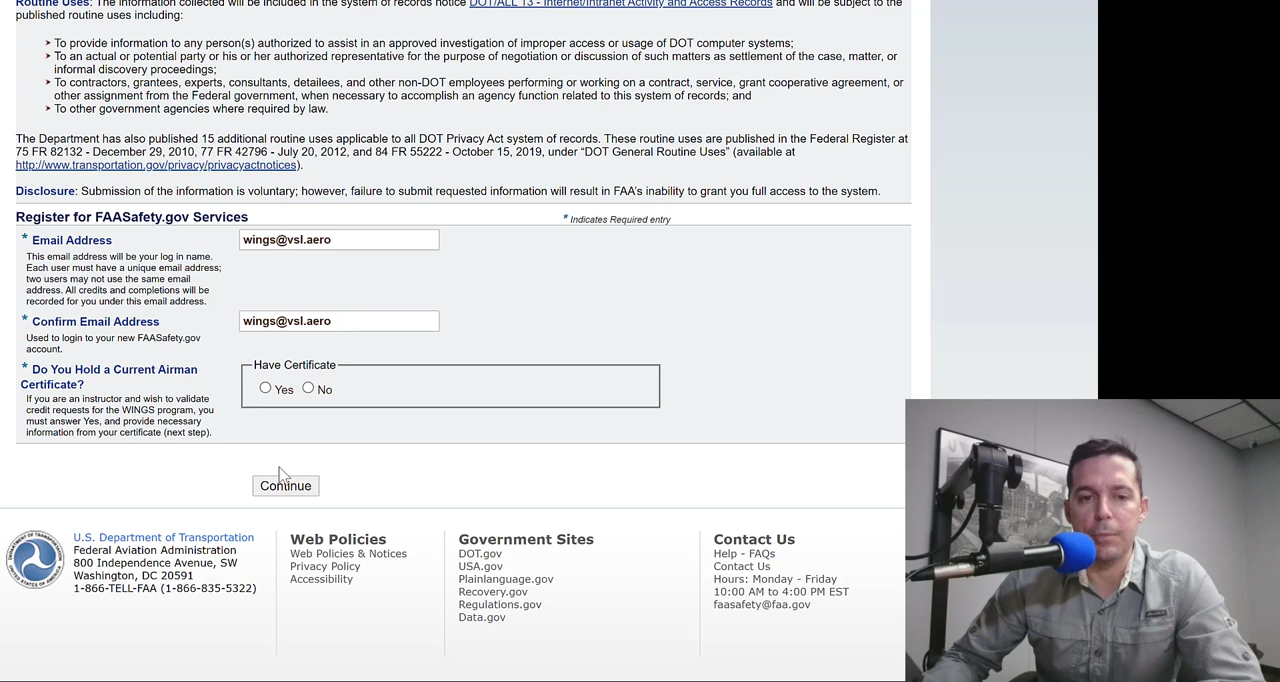 Routine Uses: The information collected will be included in the system of records notice DOT/ALL 13 - Internet/Intranet Activity and Access Records and will be subject to the
published routine uses including:
To provide information to any person(s) authorized to assist in an approved investigation of improper access or usage of DOT computer systems;
To an actual or potential party or his or her authorized representative for the purpose of negotiation or discussion of such matters as settlement of the case, matter, or
informal discovery proceedings;
To contractors, grantees, experts, consultants, detailees, and other non-DOT employees performing or working on a contract, service, grant cooperative agreement, or
other assignment from the Federal government, when necessary to accomplish an agency function related to this system of records; and
To other government agencies where required by law.
The Department has also published 15 additional routine uses applicable to all DOT Privacy Act system of records. These routine uses are published in the Federal Register at
75 FR 82132 - December 29, 2010, 77 FR 42796 - July 20, 2012, and 84 FR 55222 - October 15, 2019, under “DOT General Routine Uses” (available at
http://www.transportation.gov/privacy/privacyactnotices).
Disclosure: Submission of the information is voluntary; however, failure to submit requested information will result in FAA's inability to grant you full access to the system.
Register for FAASafety.gov Services
* Indicates Required entry
* Email Address
wings@vsl.aero
This email address will be your log in name.
Each user must have a unique email address;
two users may not use the same email
address. All credits and completions will be
recorded for you under this email address.
* Confirm Email Address
wings@vsl.aero
Used to login to your new FAASafety.gov
account.
* Do You Hold a Current Airman
Certificate?
Have Certificate
Yes No
If you are an instructor and wish to validate
credit requests for the WINGS program, you
must answer Yes, and provide necessary
information from your certificate (next step).
Continue
U.S. Department of Transportation
Federal Aviation Administration
800 Independence Avenue, SW
Washington, DC 20591
1-866-TELL-FAA (1-866-835-5322)
Web Policies
Web Policies & Notices
Privacy Policy
Accessibility
Government Sites
DOT.gov
USA.gov
Plainlanguage.gov
Recovery.gov
Regulations.gov
Data.gov
Contact Us
Help - FAQs
Contact Us
Hours: Monday - Friday
10:00 AM to 4:00 PM EST
faasafety@faa.gov